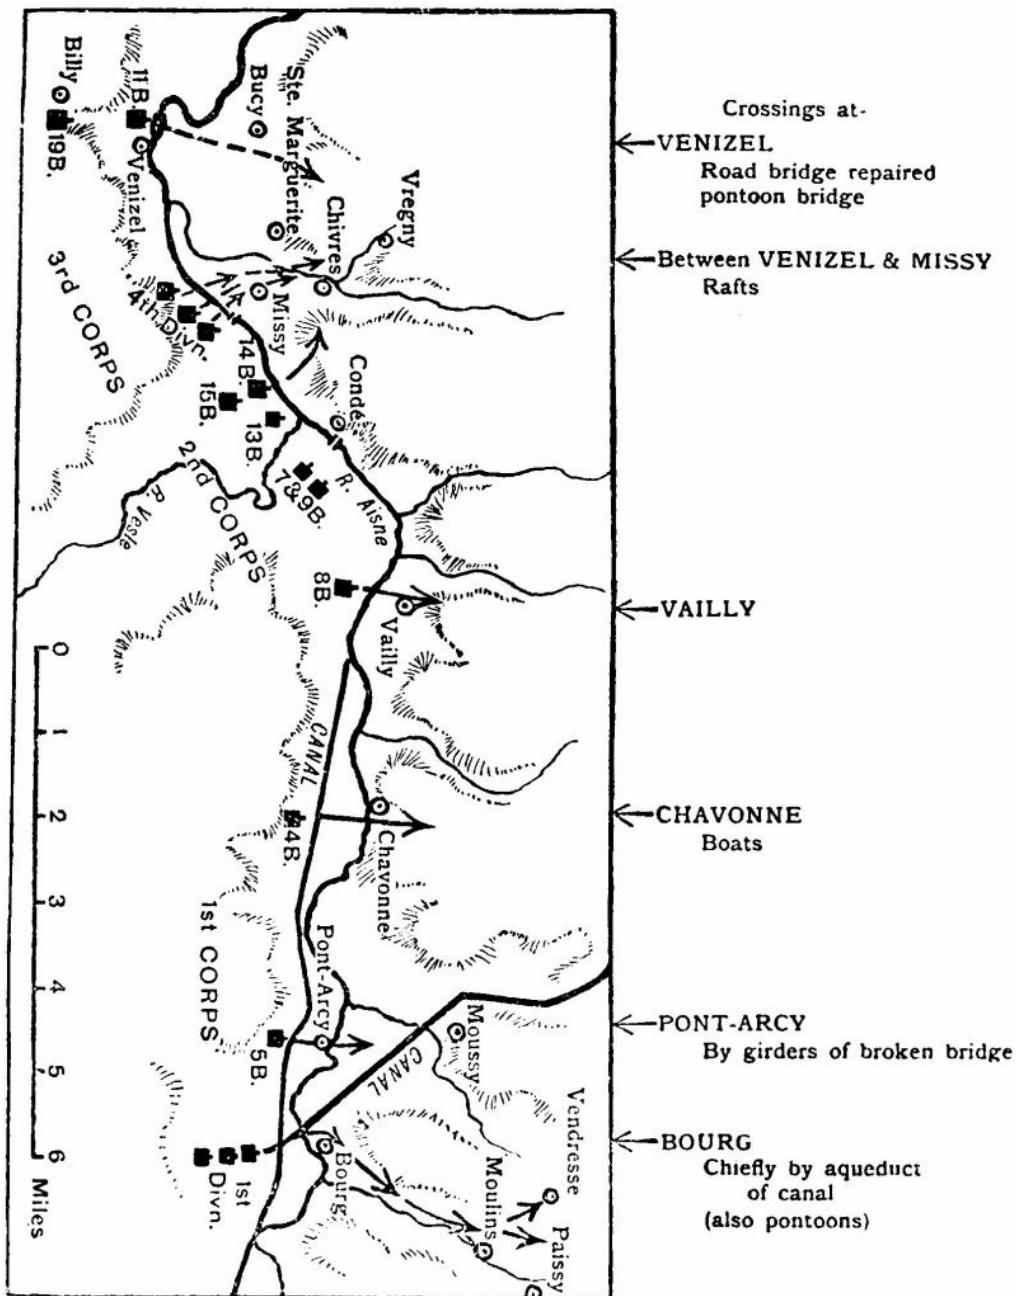 Crossings at-
VENIZEL
Road bridge repaired
pontoon bridge
Between VENIZEL & MISSY
Rafts
VAILLY
CHAVONNE
Boats
PONT-ARCY
By girders of broken bridge
BOURG
Chiefly by aqueduct
of canal
(also pontoons)
Billy
19B.
11B.
Venizel
Bucy
Ste. Marguerite
Chivres
Vregny
Missy
3rd CORPS
4th Divn.
14B.
15B.
13B.
Condé
7&9B.
R. Aisne
2nd CORPS
R. Vesle
8B.
Vailly
CANAL
4B.
Chavonne
1st CORPS
Pont-Arcy
5B.
Moussy
CANAL
Vendresse
Bourg
Moulins
Paissy
1st
Divn.
0 1 2 3 4 5 6 Miles